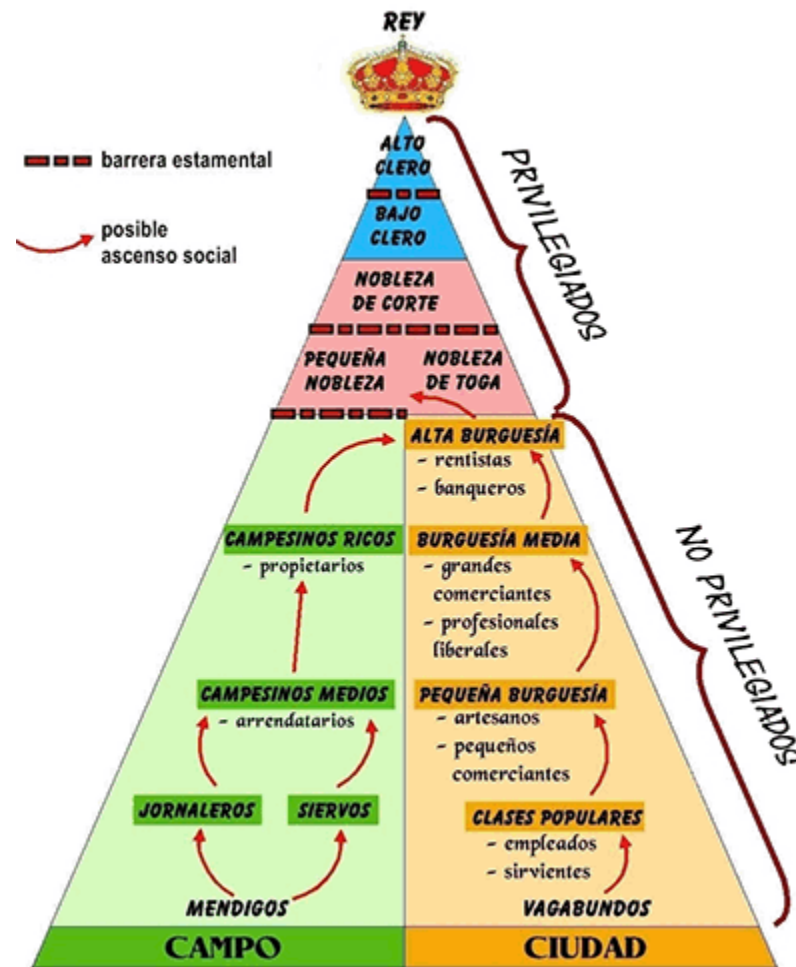 REY
barrera estamental
posible
ascenso social
ALTO
CLERO
BAJO
CLERO
PRIVILEGIADOS
NOBLEZA
DE CORTE
PEQUEÑA
NOBLEZA
NOBLEZA
DE TOGA
ALTA BURGUESÍA
- rentistas
- banqueros
CAMPESINOS RICOS
- propietarios
BURGUESÍA MEDIA
- grandes
comerciantes
- profesionales
liberales
NO PRIVILEGIADOS
CAMPESINOS MEDIOS
- arrendatarios
PEQUEÑA BURGUESÍA
- artesanos
- pequeños
comerciantes
JORNALEROS
SIERVOS
CLASES POPULARES
- empleados
- sirvientes
MENDIGOS
VAGABUNDOS
CAMPO
CIUDAD